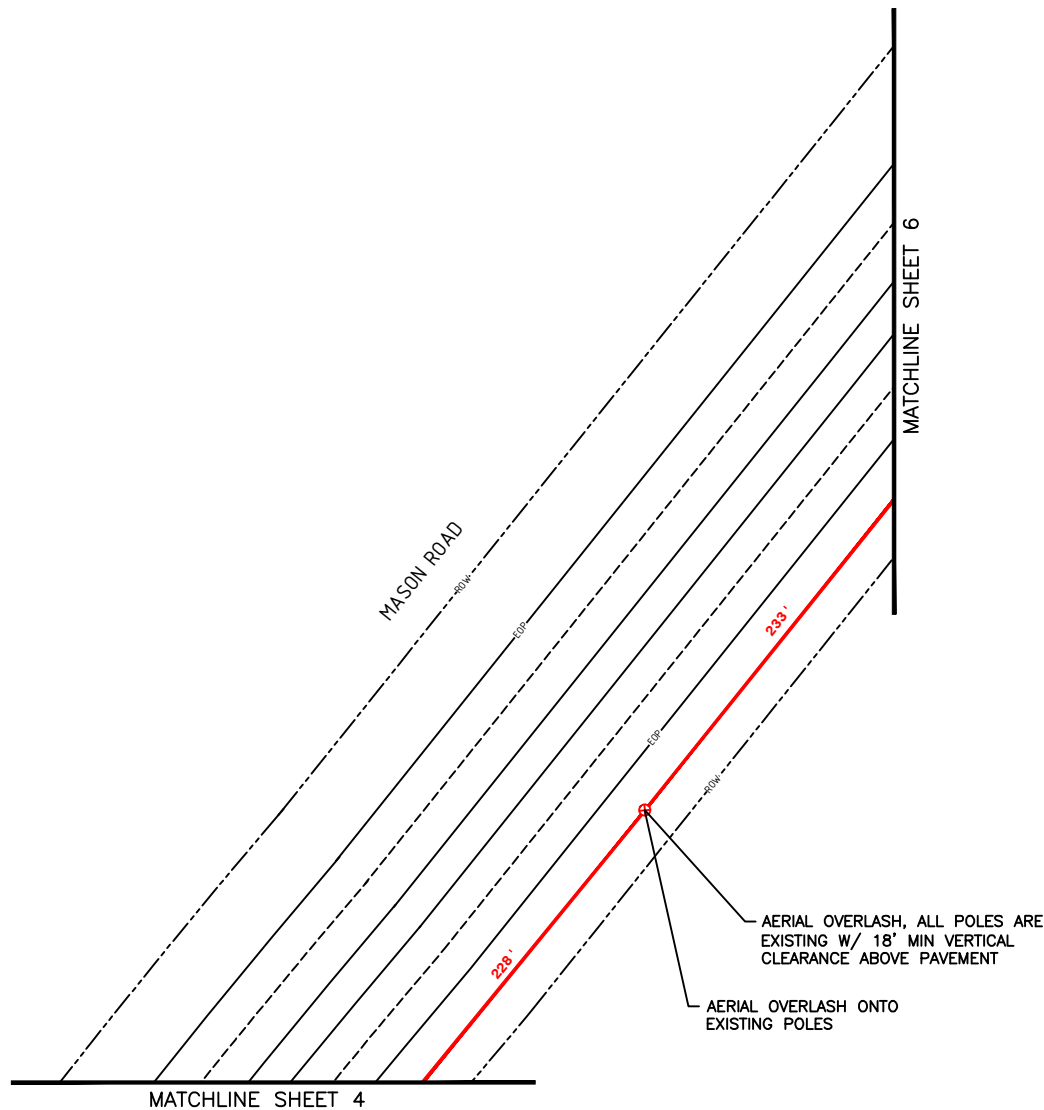 MATCHLINE SHEET 6
MASON ROAD
ROW
EOP
233'
EOP
ROW
228'
AERIAL OVERLASH, ALL POLES ARE
EXISTING W/ 18' MIN VERTICAL
CLEARANCE ABOVE PAVEMENT
AERIAL OVERLASH ONTO
EXISTING POLES
MATCHLINE SHEET 4